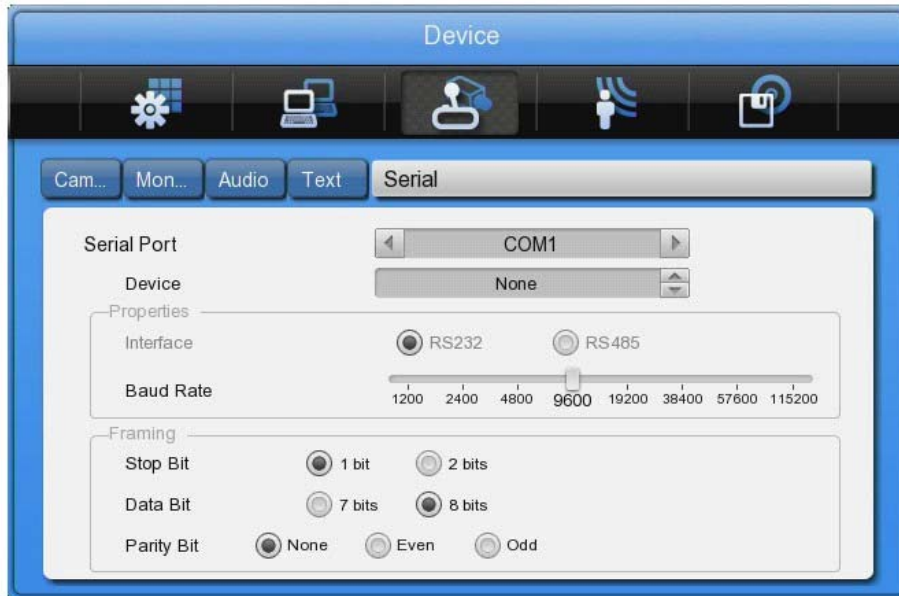 Device
Cam... Mon... Audio Text Serial
Serial Port COM1
Device None
Properties
Interface RS232 RS485
Baud Rate 1200 2400 4800 9600 19200 38400 57600 115200
Framing
Stop Bit 1 bit 2 bits
Data Bit 7 bits 8 bits
Parity Bit None Even Odd